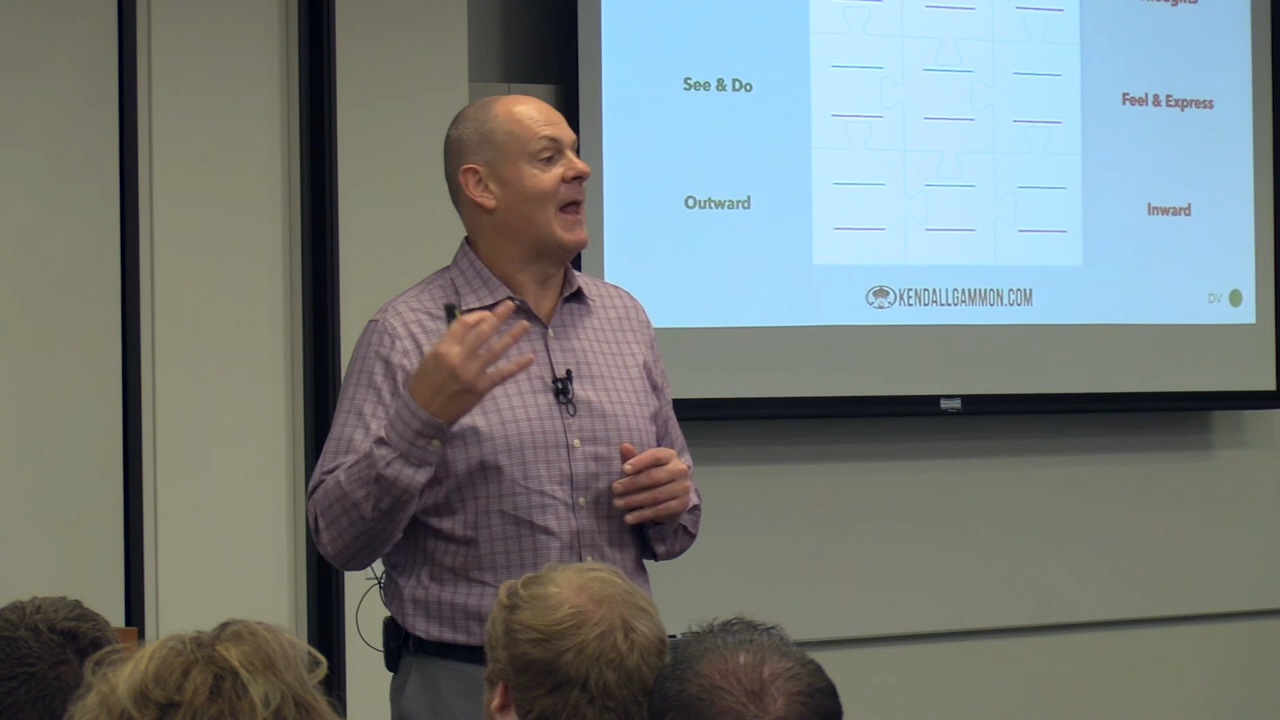 See & Do
Feel & Express
Outward
Inward
KENDALLGAMMON.COM
DV